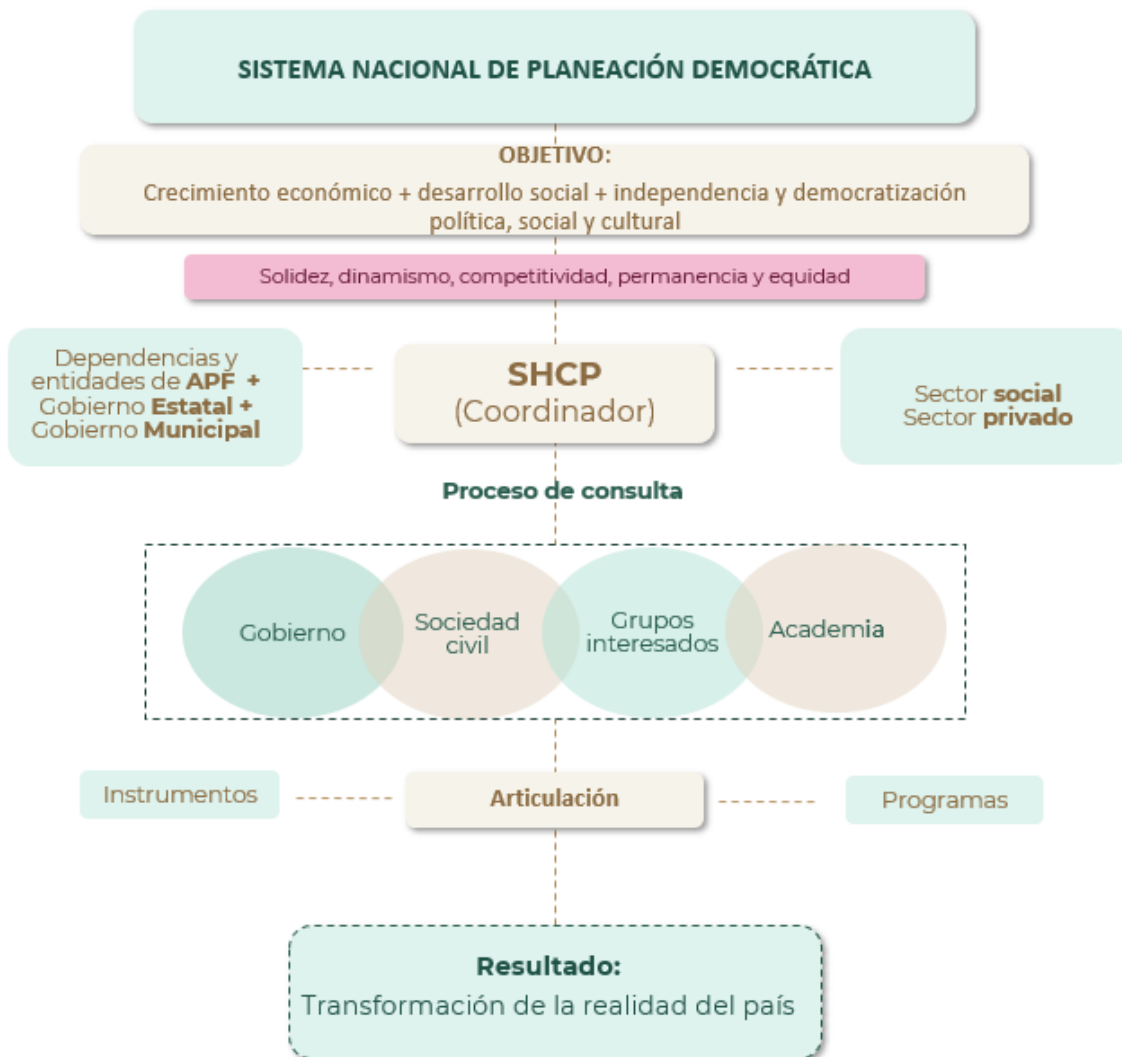 SISTEMA NACIONAL DE PLANEACIÓN DEMOCRÁTICA
OBJETIVO:
Crecimiento económico + desarrollo social + independencia y democratización
política, social y cultural
Solidez, dinamismo, competitividad, permanencia y equidad
Dependencias y
entidades de APF +
Gobierno Estatal +
Gobierno Municipal
SHCP
(Coordinador)
Sector social
Sector privado
Proceso de consulta
Gobierno
Sociedad
civil
Grupos
interesados
Academia
Instrumentos
Articulación
Programas
Resultado:
Transformación de la realidad del país